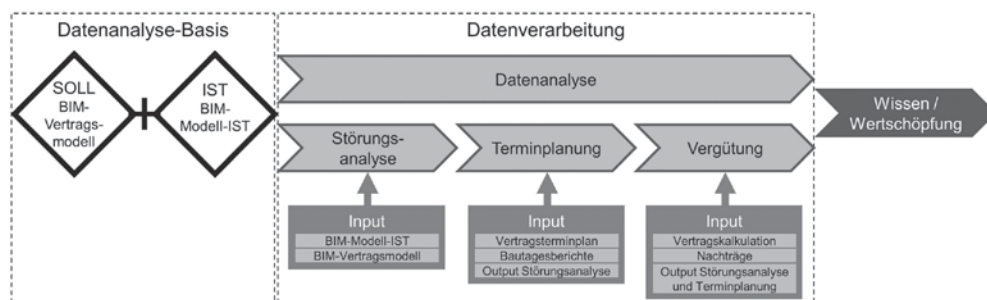 Datenanalyse-Basis
SOLL
BIM-
Vertrags-
modell
IST
BIM-
Modell-IST
Datenverarbeitung
Datenanalyse
Störungs-
analyse
Terminplanung
Vergütung
Input
BIM-Modell-IST
BIM-Vertragsmodell
Input
Vertragsterminplan
Bautagesberichte
Output Störungsanalyse
Input
Vertragskalkulation
Nachträge
Output Störungsanalyse
und Terminplanung
Wissen /
Wertschöpfung